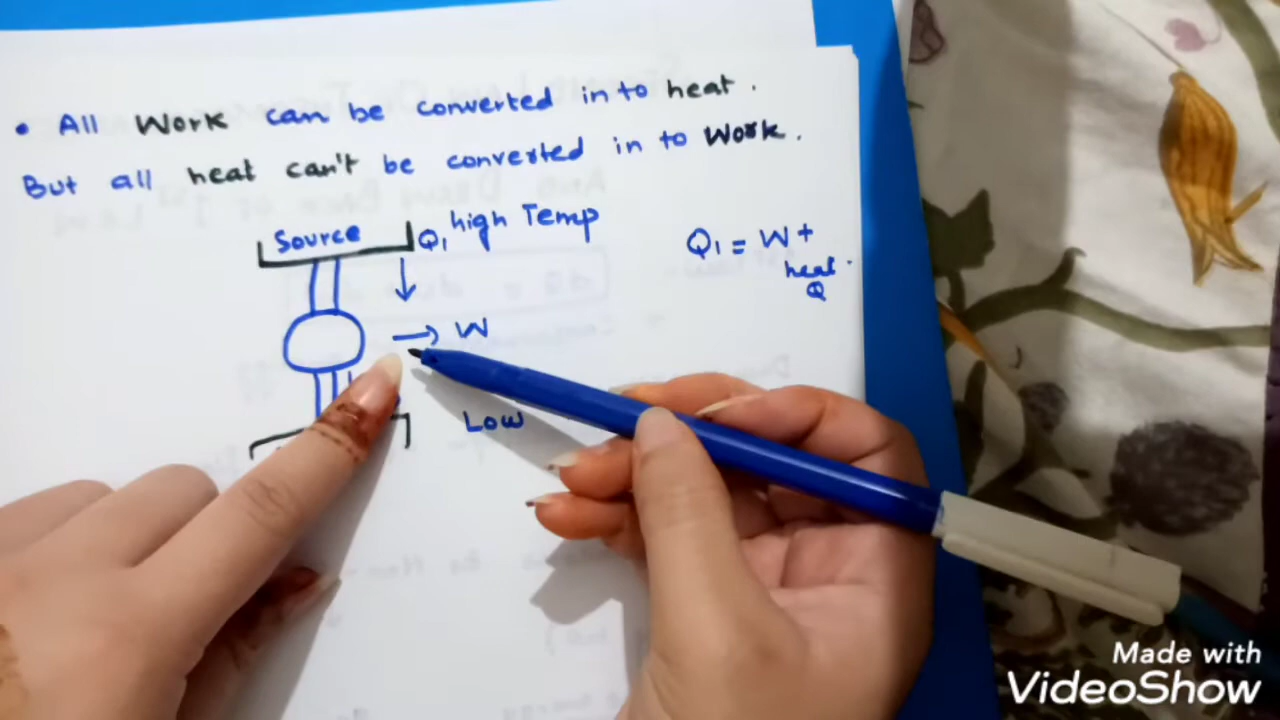 • All Work can be converted in to heat.
But all heat can't be converted in to Work.
Source
Q1 high Temp
Q1 = W +
heat.
Q
W
Low
Made with
VideoShow